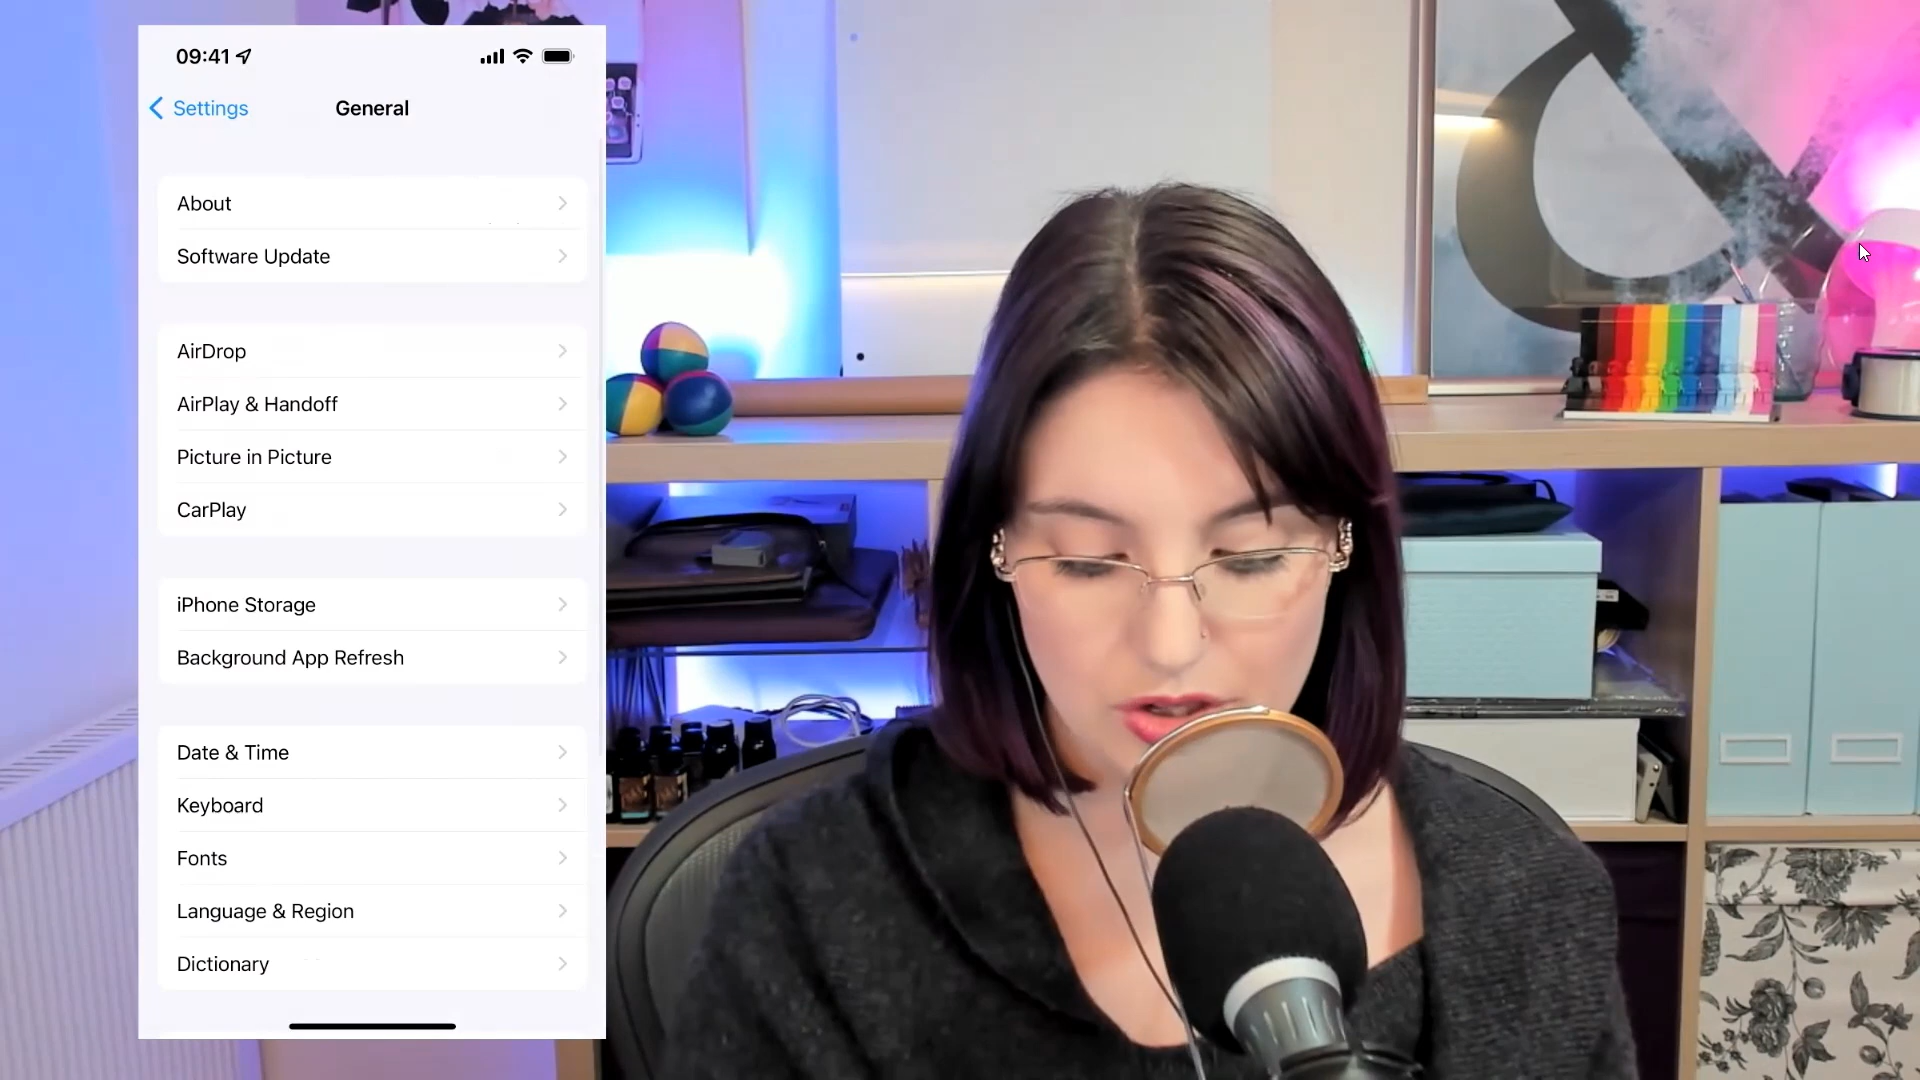 09:41
Settings
General
About
Software Update
AirDrop
AirPlay & Handoff
Picture in Picture
CarPlay
iPhone Storage
Background App Refresh
Date & Time
Keyboard
Fonts
Language & Region
Dictionary